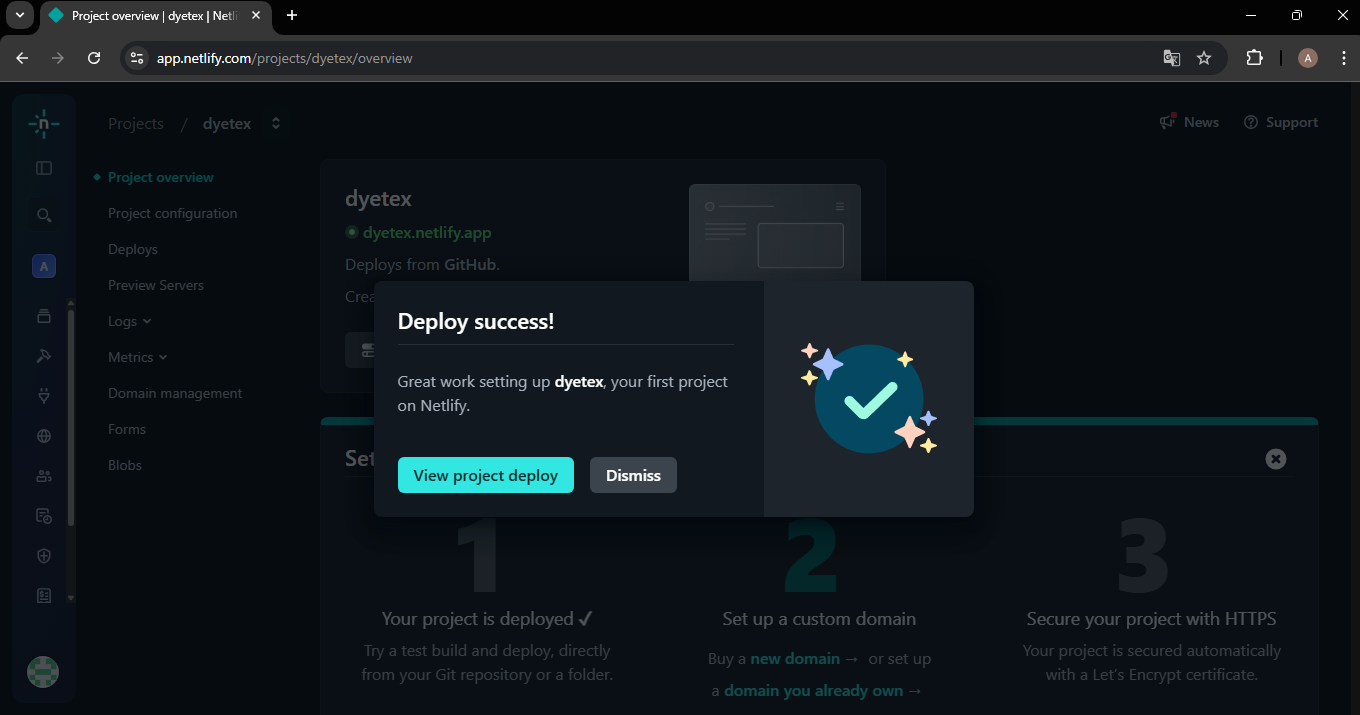 Project overview | dyetex | Netli
app.netlify.com/projects/dyetex/overview
A
n
Projects / dyetex
News
Support
A
Project overview
Project configuration
Deploys
Preview Servers
Logs
Metrics
Domain management
Forms
Blobs
dyetex
dyetex.netlify.app
Deploys from GitHub.
Crea
Deploy success!
Great work setting up dyetex, your first project
on Netlify.
View project deploy
Dismiss
Set
1
Your project is deployed ✓
Try a test build and deploy, directly
from your Git repository or a folder.
2
Set up a custom domain
Buy a new domain → or set up
a domain you already own →
3
Secure your project with HTTPS
Your project is secured automatically
with a Let's Encrypt certificate.